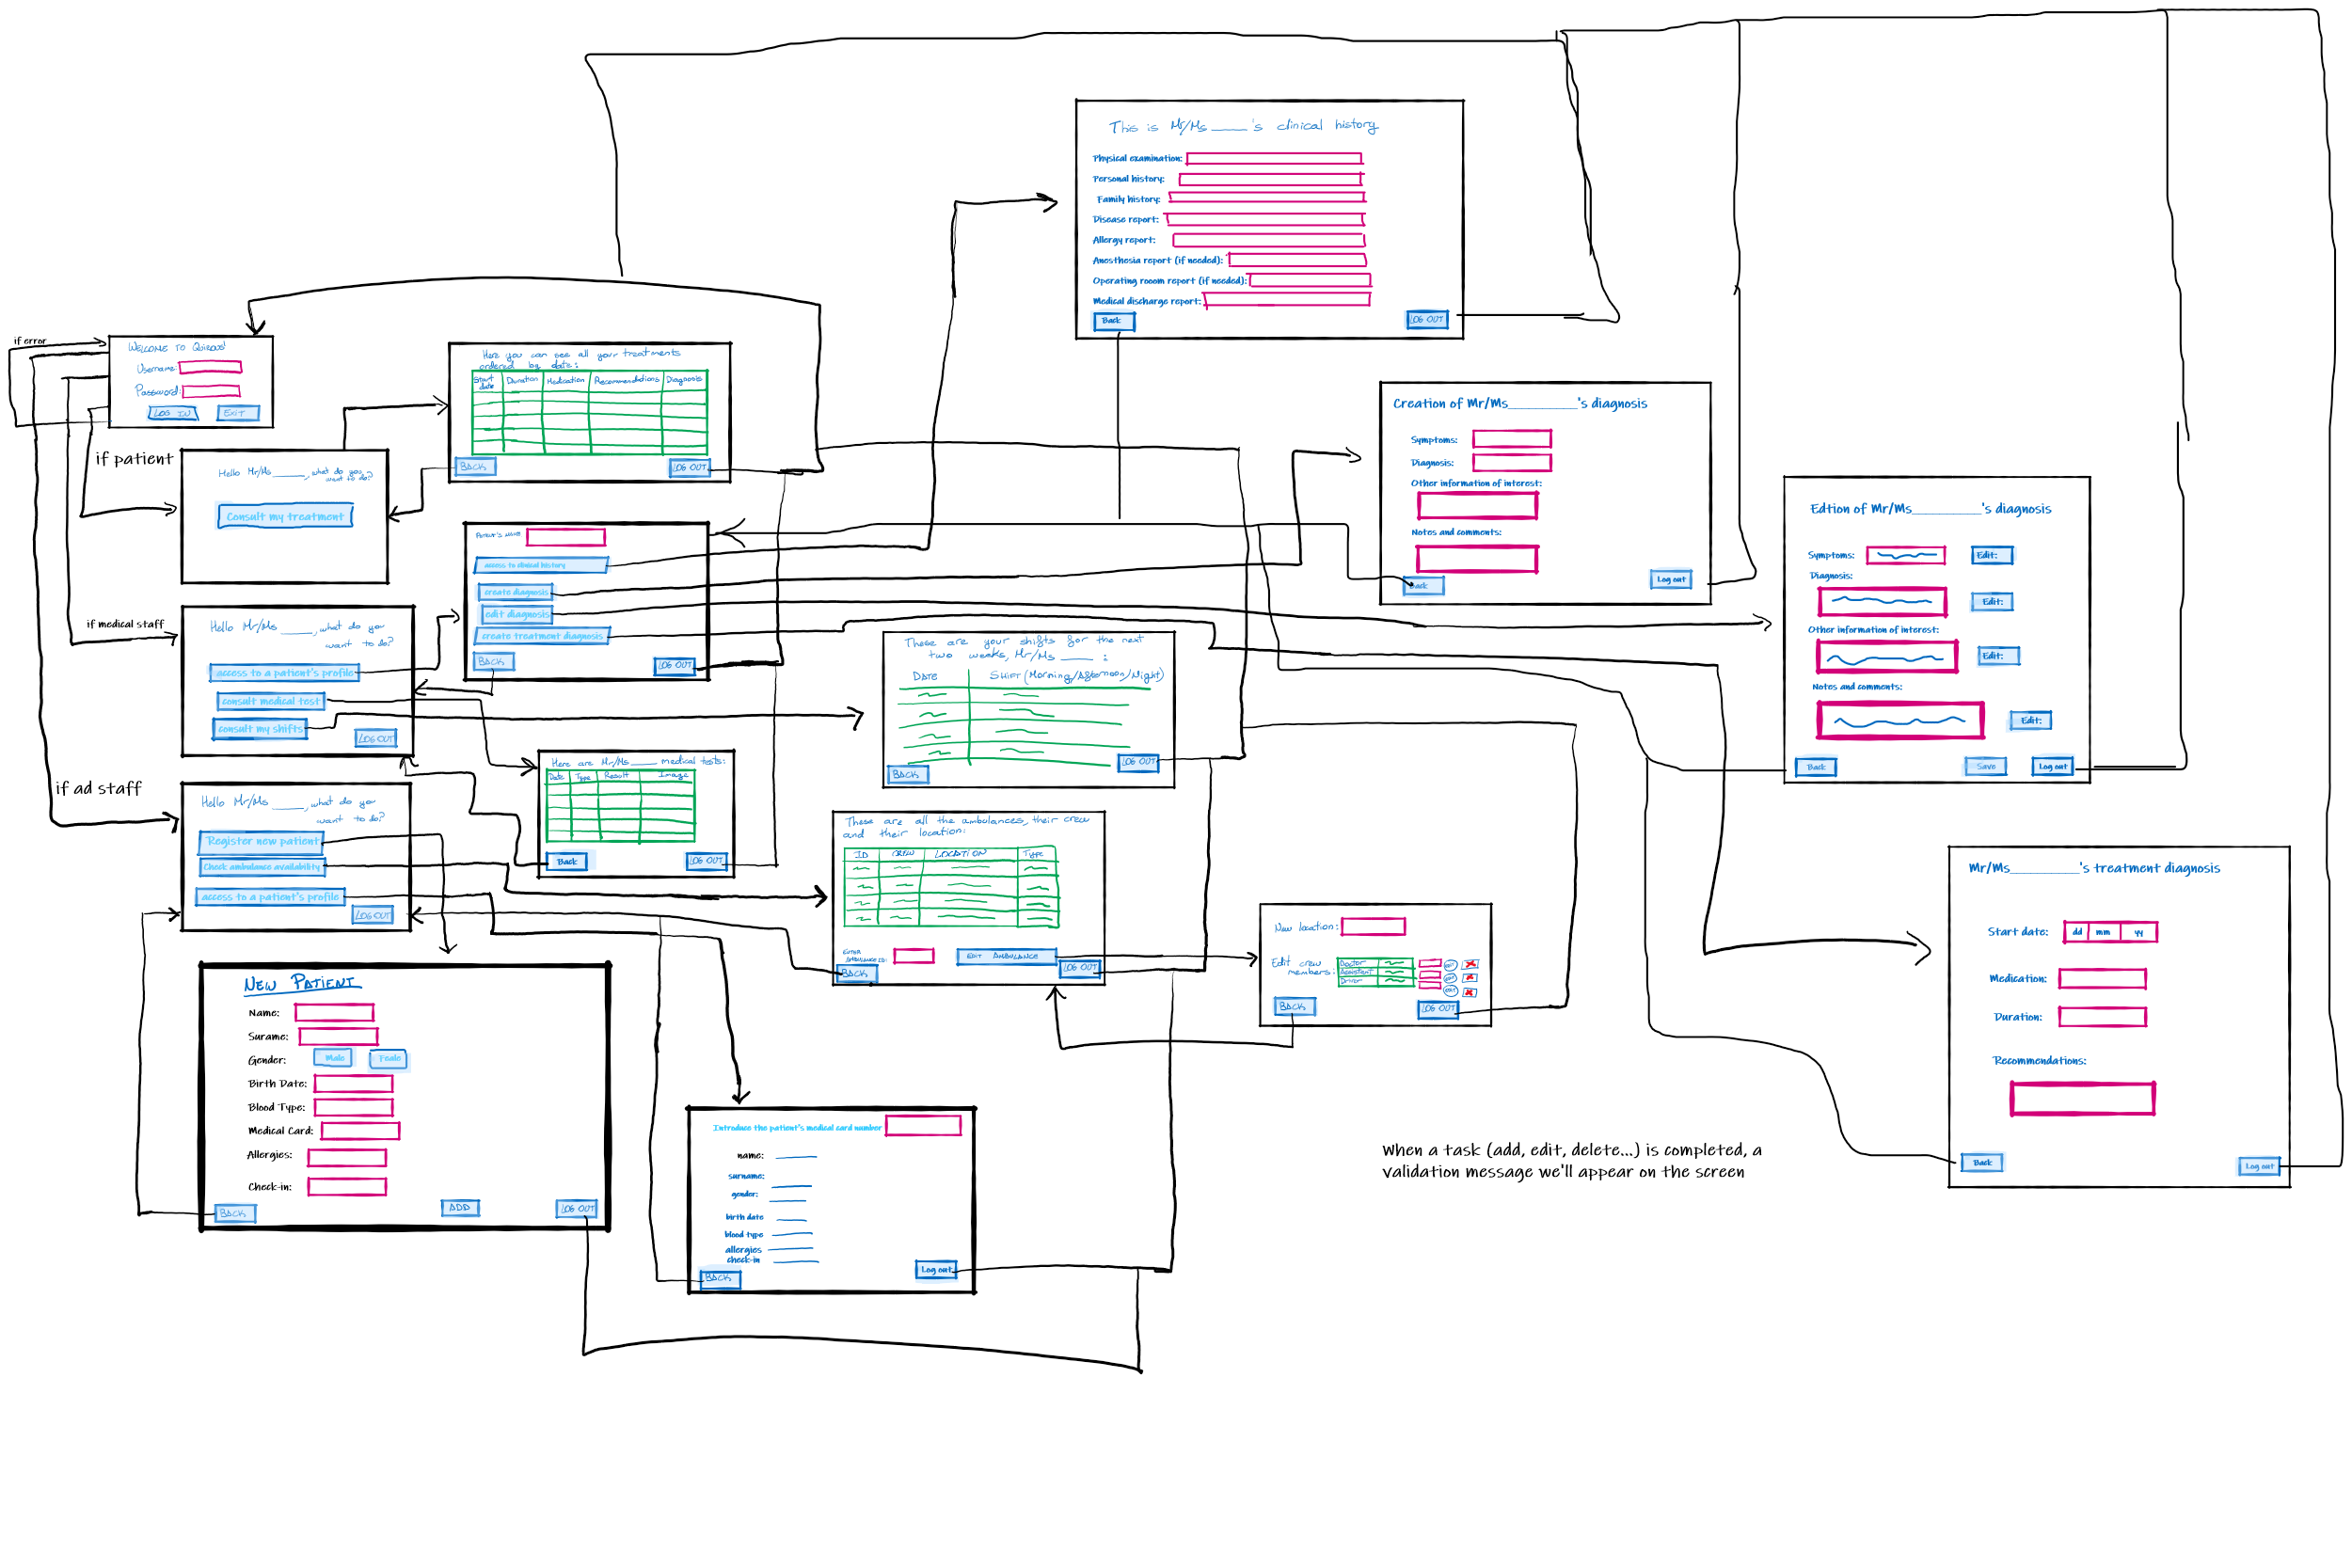 if error
WELCOME TO QUIROUS!
Username:
Password:
LOG IN
EXIT
if patient
Hello Mr/Ms ____, what do you
want to do?
Consult my treatment
Here you can see all your treatments
ordered by date:
Start date
Duration
Medication
Recommendations
Diagnosis
BACK
LOG OUT
if medical staff
Hello Mr/Ms ____, what do you
want to do?
access to a patient's profile
consult medical test
consult my shifts
LOG OUT
Patient's name
access to clinical history
create diagnosis
edit diagnosis
create treatment diagnosis
BACK
LOG OUT
Here are Mr/Ms ____ medical tests:
Date
Type
Result
Image
Back
LOG OUT
These are your shifts for the next
two weeks, Mr/Ms ____ :
DATE
SHIFT (Morning/Afternoon/Night)
BACK
LOG OUT
This is Mr/Ms ____'s clinical history
Physical examination:
Personal history:
Family history:
Disease report:
Allergy report:
Anesthesia report (if needed):
Operating rooom report (if needed):
Medical discharge report:
Back
LOG OUT
Creation of Mr/Ms__________'s diagnosis
Symptoms:
Diagnosis:
Other information of interest:
Notes and comments:
Back
Log out
Edtion of Mr/Ms__________'s diagnosis
Symptoms:
Edit:
Diagnosis:
Edit:
Other information of interest:
Edit:
Notes and comments:
Edit:
Back
Save
Log out
if ad staff
Hello Mr/Ms ____, what do you
want to do?
Register new patient
Check ambulance availability
access to a patient's profile
LOG OUT
These are all the ambulances, their crew
and their location:
ID
CREW
LOCATION
Type
ENTER
AMBULANCE ID:
EDIT AMBULANCE
BACK
LOG OUT
New location:
Edit crew
members:
Doctor
Assistant
Driver
EDIT
EDIT
EDIT
BACK
LOG OUT
Mr/Ms__________'s treatment diagnosis
Start date:
dd
mm
yy
Medication:
Duration:
Recommendations:
Back
Log out
NEW PATIENT
Name:
Surame:
Gender:
Male
Feale
Birth Date:
Blood Type:
Medical Card:
Allergies:
Check-in:
BACK
ADD
LOG OUT
Introduce the patient's medical card number
name:
surname:
gender:
birth date
blood type
allergies
check-in
BACK
Log out
When a task (add, edit, delete...) is completed, a
validation message we'll appear on the screen